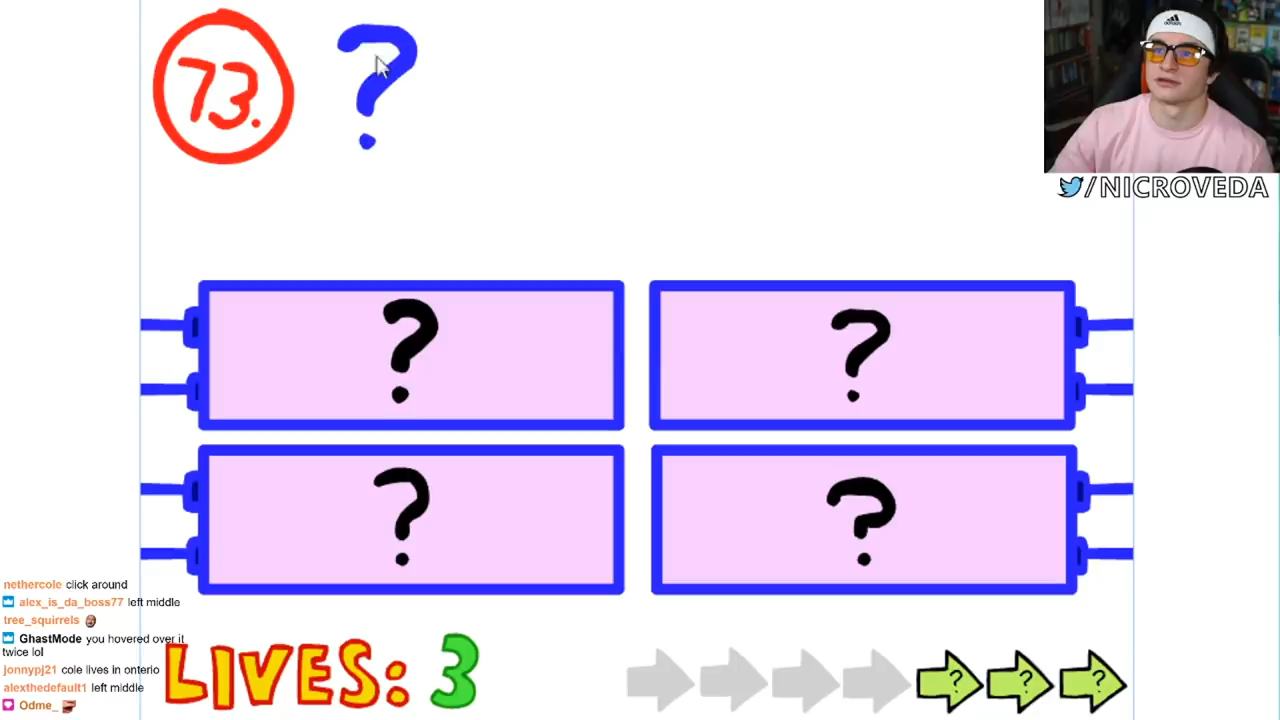 73. ?
adidas
/NICROVEDA
? ?
? ?
nethercole click around
alex_is_da_boss77 left middle
tree_squirrels
GhastMode you hovered over it
twice lol
jonnypj21 cole lives in onterio
alexthedefault1 left middle
Odme_
LIVES: 3
? ? ?